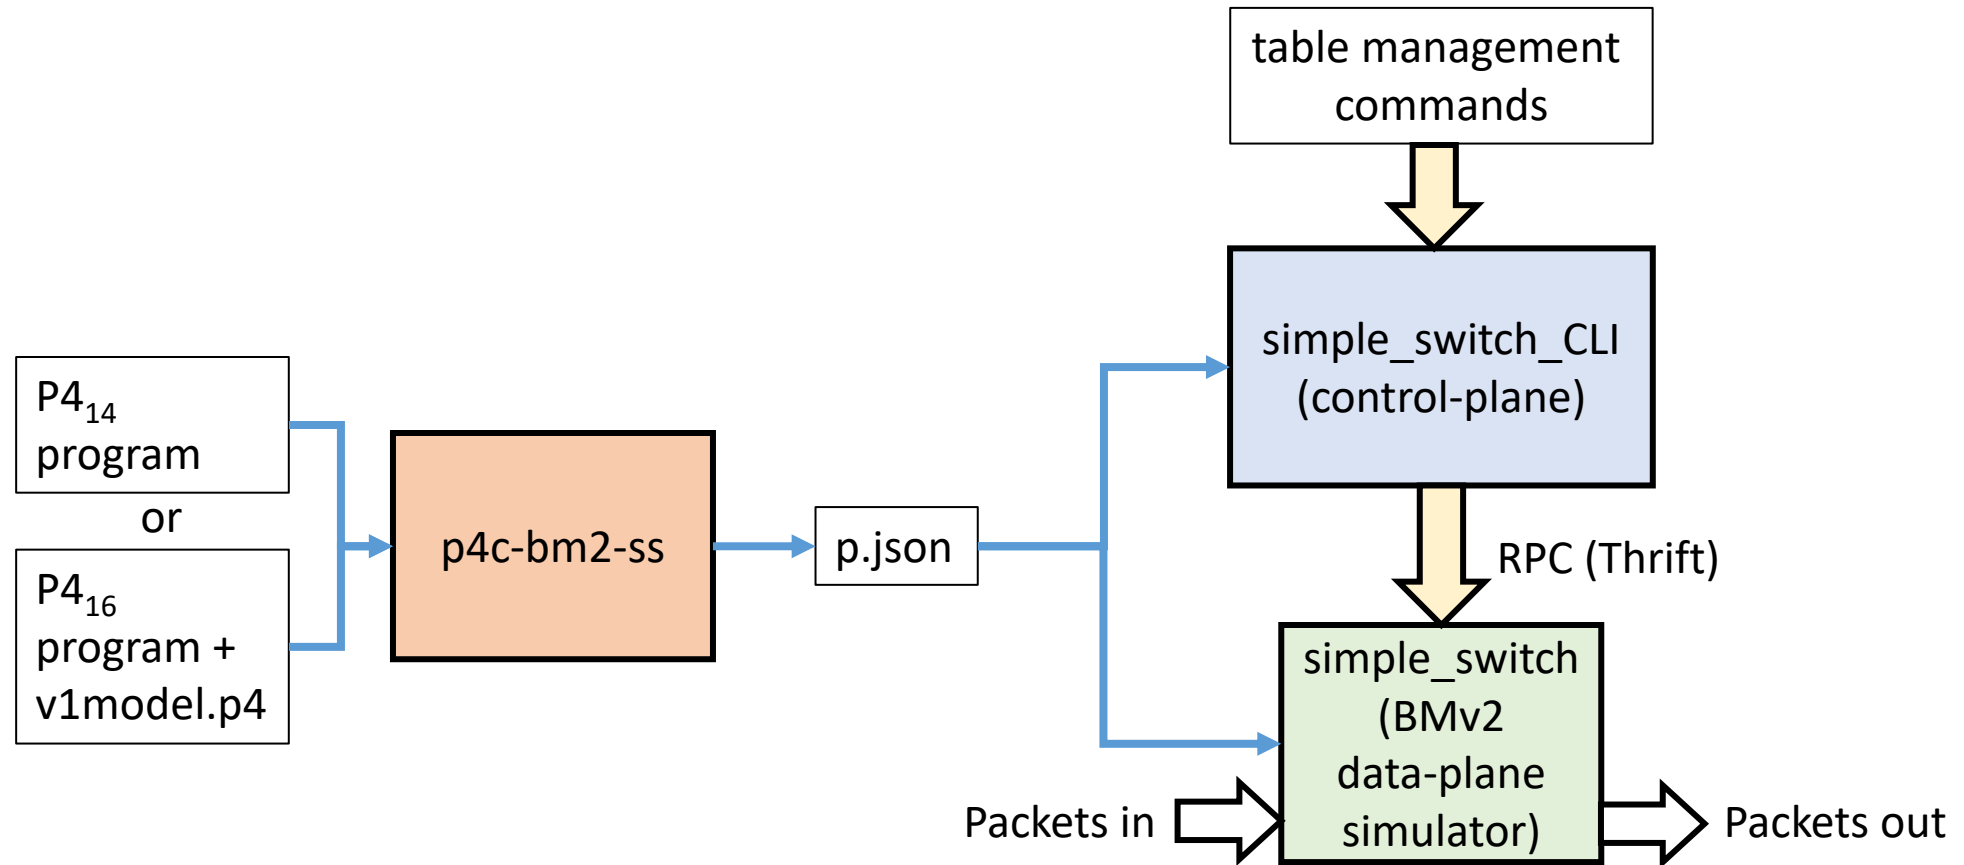 table management
commands
simple_switch_CLI
(control-plane)
P4₁₄
program
or
P4₁₆
program +
v1model.p4
p4c-bm2-ss
p.json
RPC (Thrift)
simple_switch
(BMv2
data-plane
simulator)
Packets in
Packets out